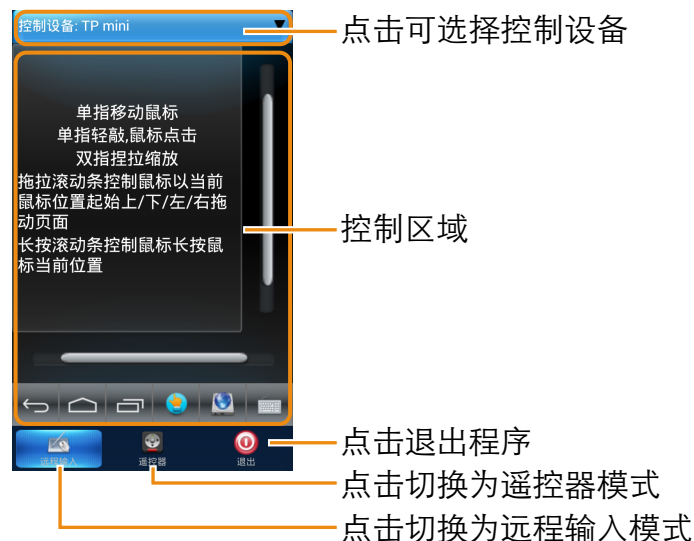 控制设备: TP mini
点击可选择控制设备
单指移动鼠标
单指轻敲,鼠标点击
双指捏拉缩放
拖拉滚动条控制鼠标以当前
鼠标位置起始上/下/左/右拖
动页面
长按滚动条控制鼠标长按鼠
标当前位置
控制区域
远程输入
遥控器
退出
点击退出程序
点击切换为遥控器模式
点击切换为远程输入模式